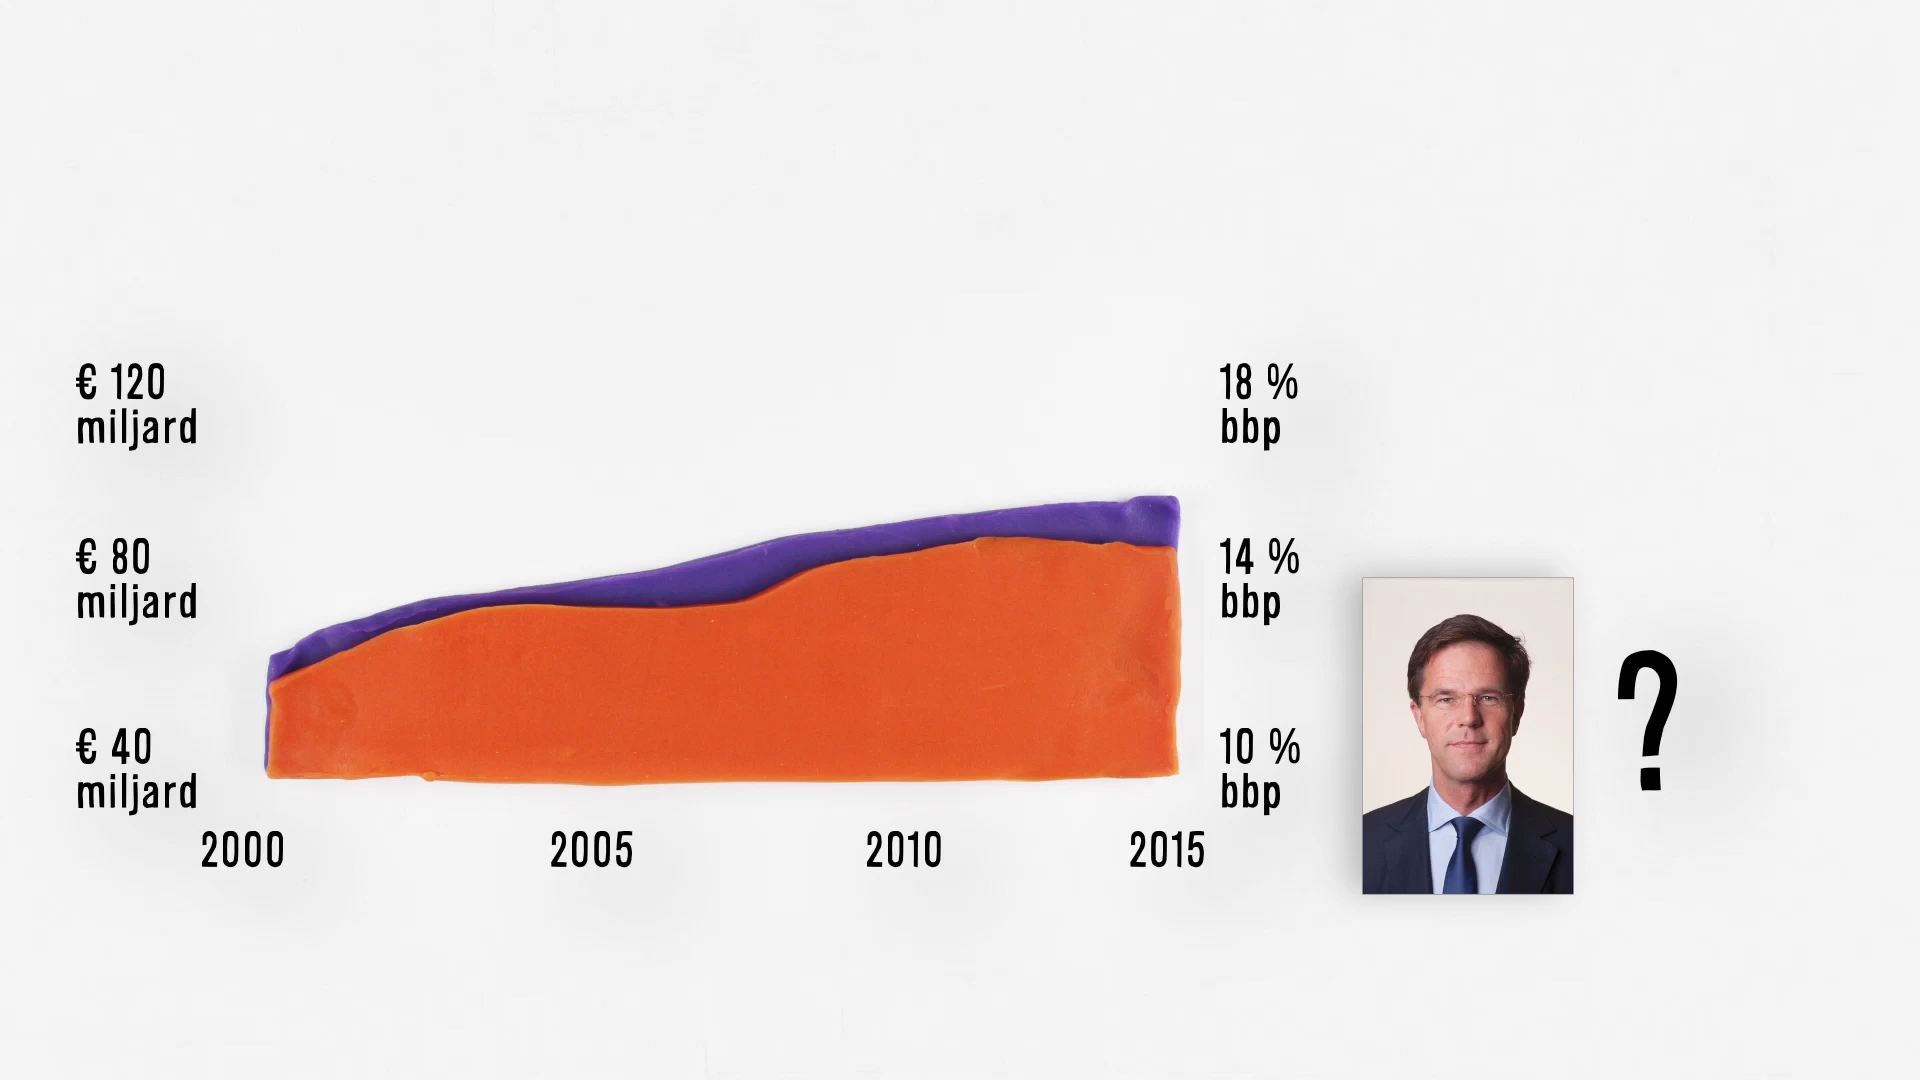 € 120
miljard
€ 80
miljard
€ 40
miljard
18 %
bbp
14 %
bbp
10 %
bbp
2000
2005
2010
2015
?